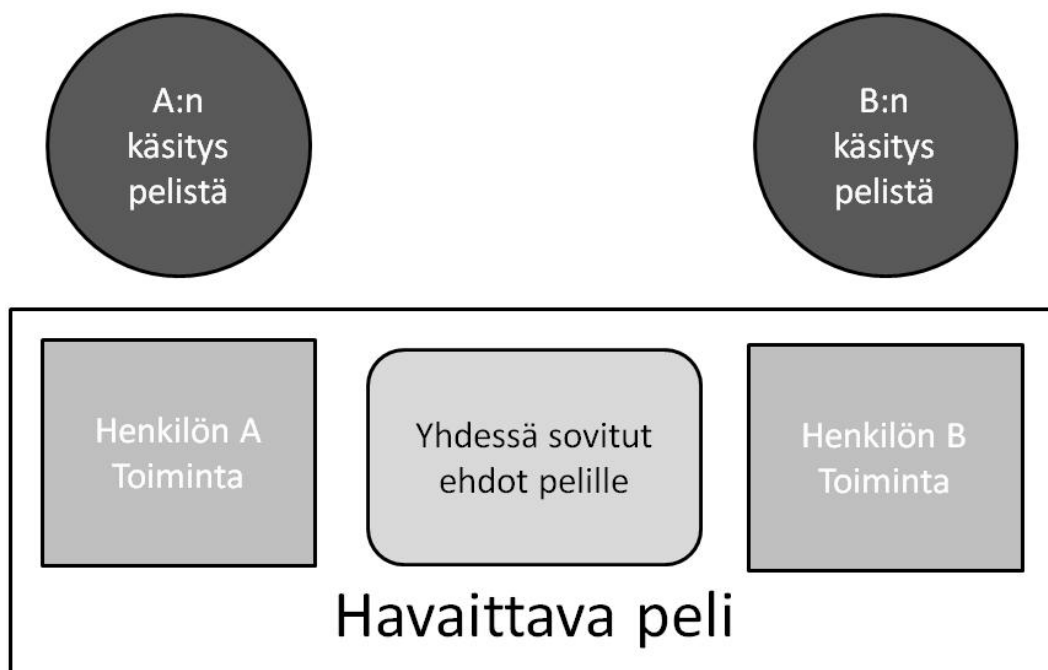 A:n
käsitys
pelistä
B:n
käsitys
pelistä
Henkilön A
Toiminta
Yhdessä sovitut
ehdot pelille
Henkilön B
Toiminta
Havaittava peli